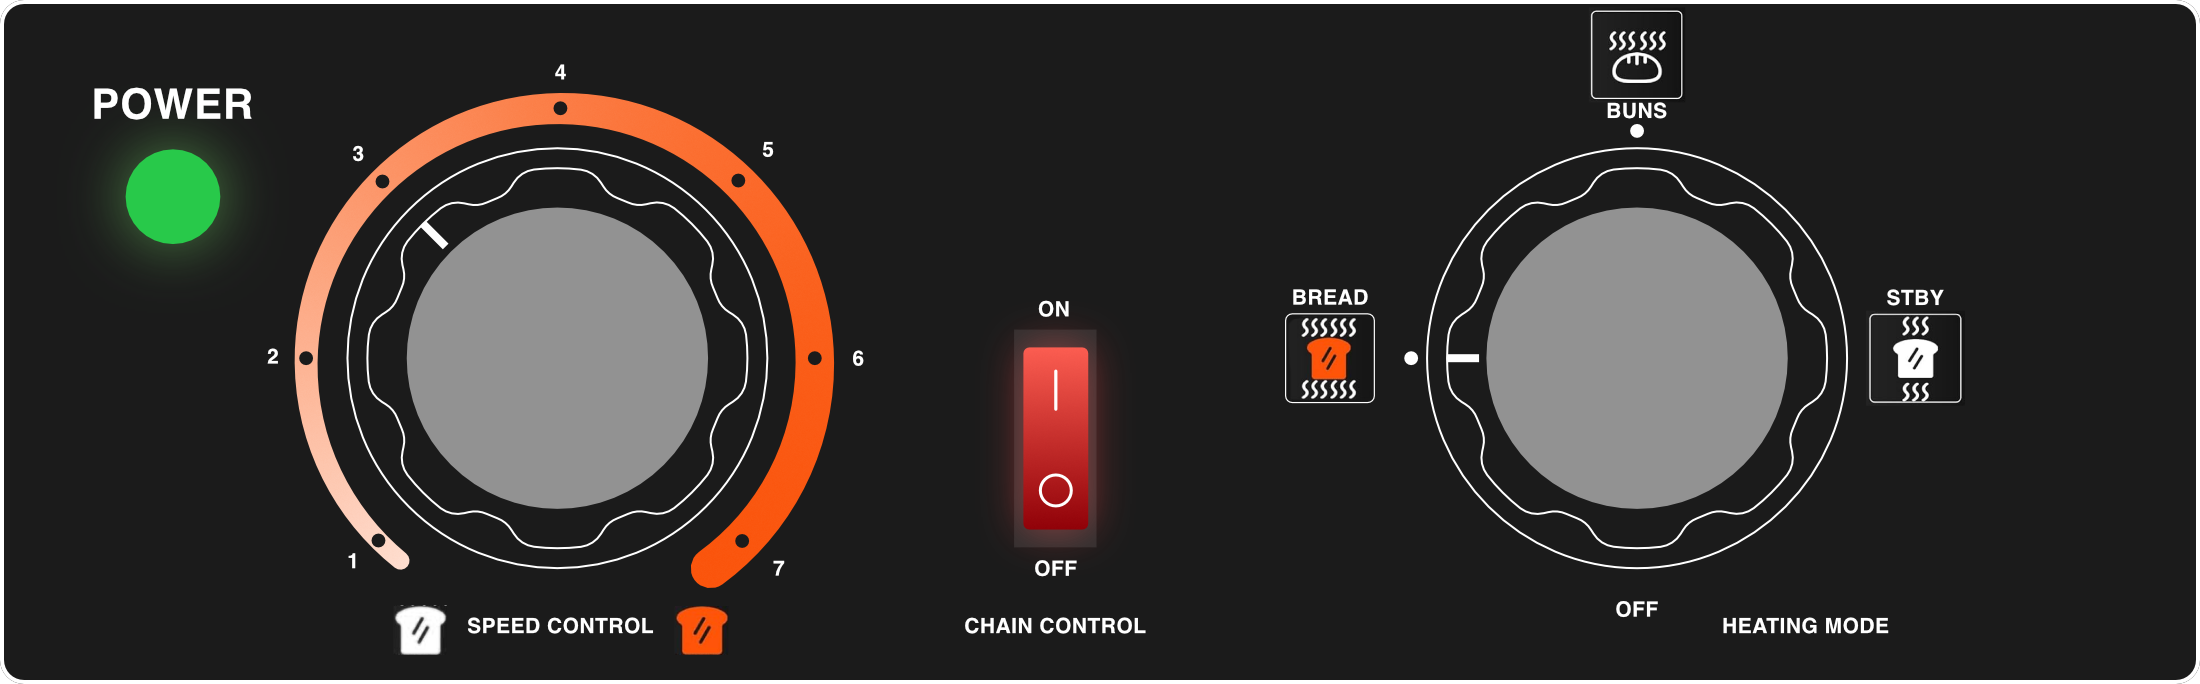 POWER
4
3
5
2
6
1
7
SPEED CONTROL
ON
OFF
CHAIN CONTROL
BUNS
BREAD
STBY
OFF
HEATING MODE